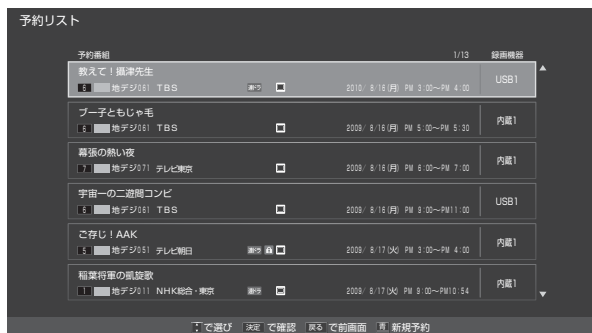 予約リスト
予約番組 1/13 録画機器
教えて!攝津先生
6 地デジ061 TBS 連ドラ 2010/ 8/16(月) PM 3:00～PM 4:00 USB1
ブー子ともじゃ毛
6 地デジ061 TBS 2009/ 8/16(月) PM 5:00～PM 5:30 内蔵1
幕張の熱い夜
7 地デジ071 テレビ東京 2009/ 8/16(月) PM 6:00～PM 7:00 内蔵1
宇宙一の二遊間コンビ
6 地デジ061 TBS 2009/ 8/16(月) PM 9:00～PM11:00 USB1
ご存じ!AAK
5 地デジ051 テレビ朝日 連ドラ 2009/ 8/17(火) PM 3:00～PM 4:00 内蔵1
稲葉将軍の凱旋歌
1 地デジ011 NHK総合・東京 連ドラ 2009/ 8/17(火) PM 9:00～PM10:54 内蔵1
で選び 決定 で確認 戻る で前画面 青 新規予約